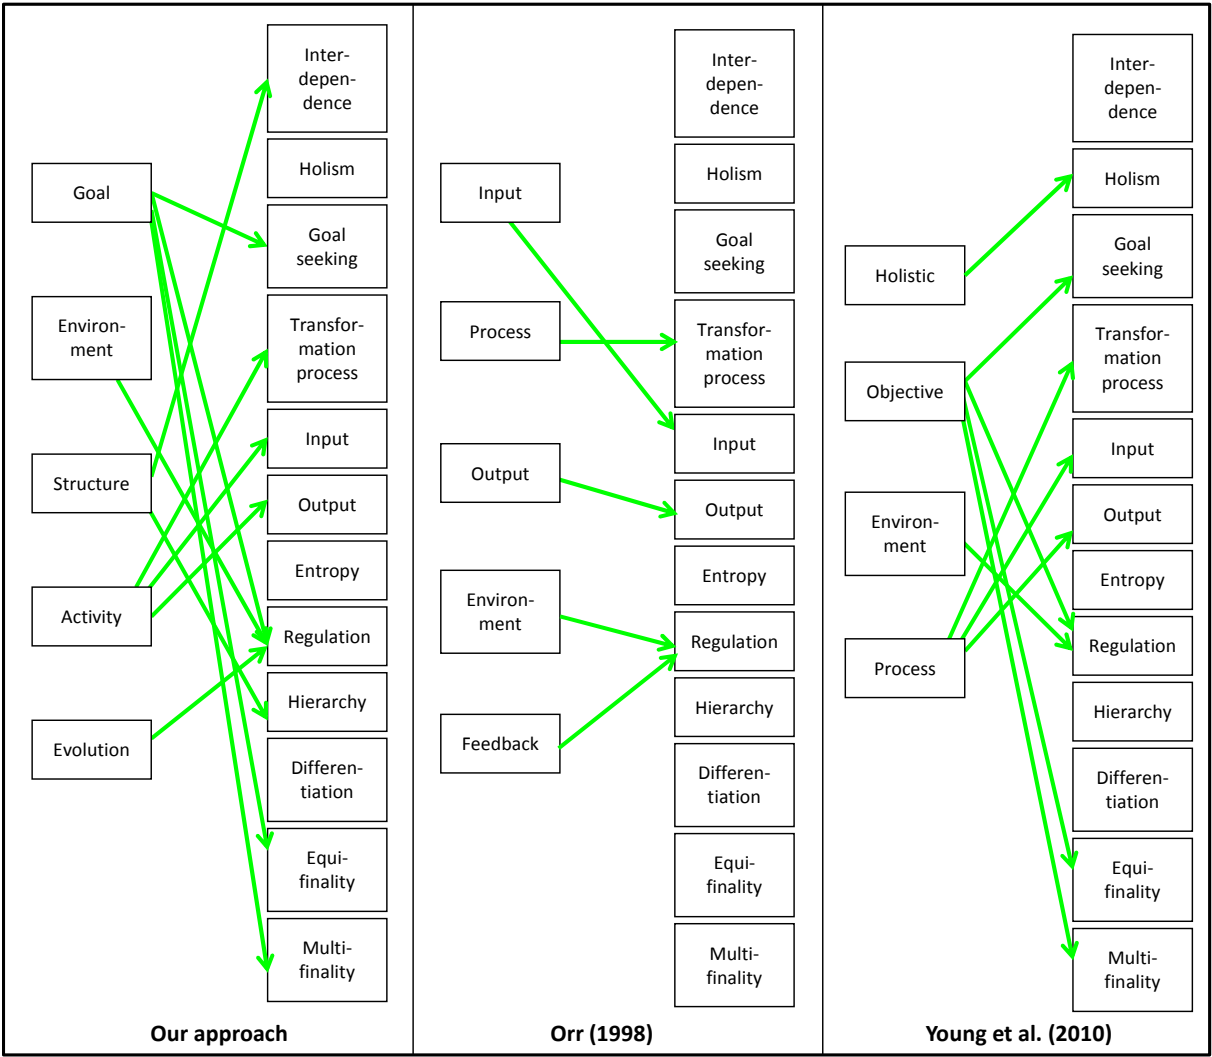 Inter-
depen-
dence
Holism
Goal
Goal
seeking
Environ-
ment
Transfor-
mation
process
Input
Structure
Output
Entropy
Activity
Regulation
Hierarchy
Evolution
Differen-
tiation
Equi-
finality
Multi-
finality
Our approach
Inter-
depen-
dence
Holism
Input
Goal
seeking
Process
Transfor-
mation
process
Input
Output
Output
Entropy
Environ-
ment
Regulation
Hierarchy
Feedback
Differen-
tiation
Equi-
finality
Multi-
finality
Orr (1998)
Inter-
depen-
dence
Holism
Goal
seeking
Holistic
Transfor-
mation
process
Objective
Input
Output
Environ-
ment
Entropy
Regulation
Process
Hierarchy
Differen-
tiation
Equi-
finality
Multi-
finality
Young et al. (2010)